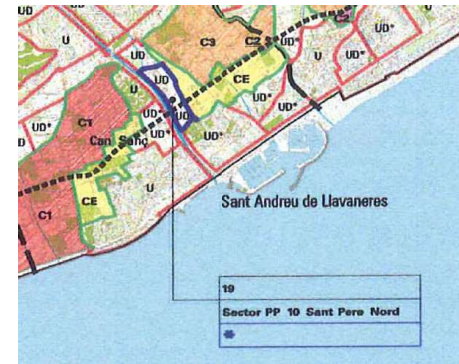 UD
UD
UD*
U
C3
C2
UD*
U
C2
UD*
UD*
U
UD
CE
UD*
UD*
UD*
U
UD*
UD
UD*
D
C1
Can Sanç
UD*
UD*
U
CE
C1
Sant Andreu de Llavaneres
19
Sector PP 10 Sant Pere Nord
*